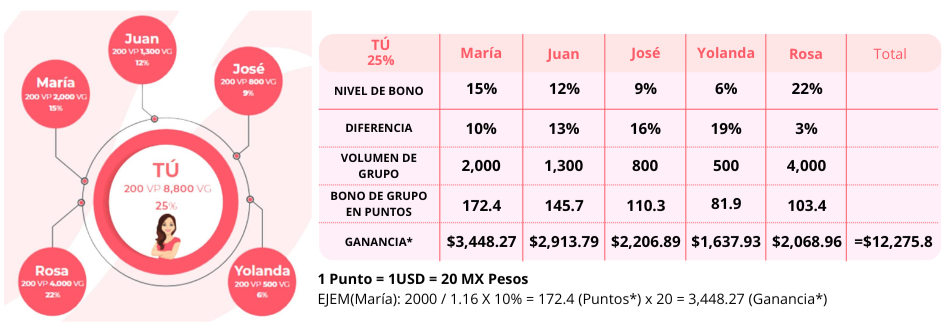 Juan
200 VP 1,300 VG
12%
María
200 VP 2,000 VG
15%
José
200 VP 800 VG
9%
TÚ
200 VP 8,800 VG
25%
Rosa
200 VP 4,000 VG
22%
Yolanda
200 VP 500 VG
6%
TÚ
25%
María
Juan
José
Yolanda
Rosa
Total
NIVEL DE BONO
15%
12%
9%
6%
22%
DIFERENCIA
10%
13%
16%
19%
3%
VOLUMEN DE
GRUPO
2,000
1,300
800
500
4,000
BONO DE GRUPO
EN PUNTOS
172.4
145.7
110.3
81.9
103.4
GANANCIA*
$3,448.27
$2,913.79
$2,206.89
$1,637.93
$2,068.96
=$12,275.8
1 Punto = 1USD = 20 MX Pesos
EJEM(María): 2000 / 1.16 X 10% = 172.4 (Puntos*) x 20 = 3,448.27 (Ganancia*)